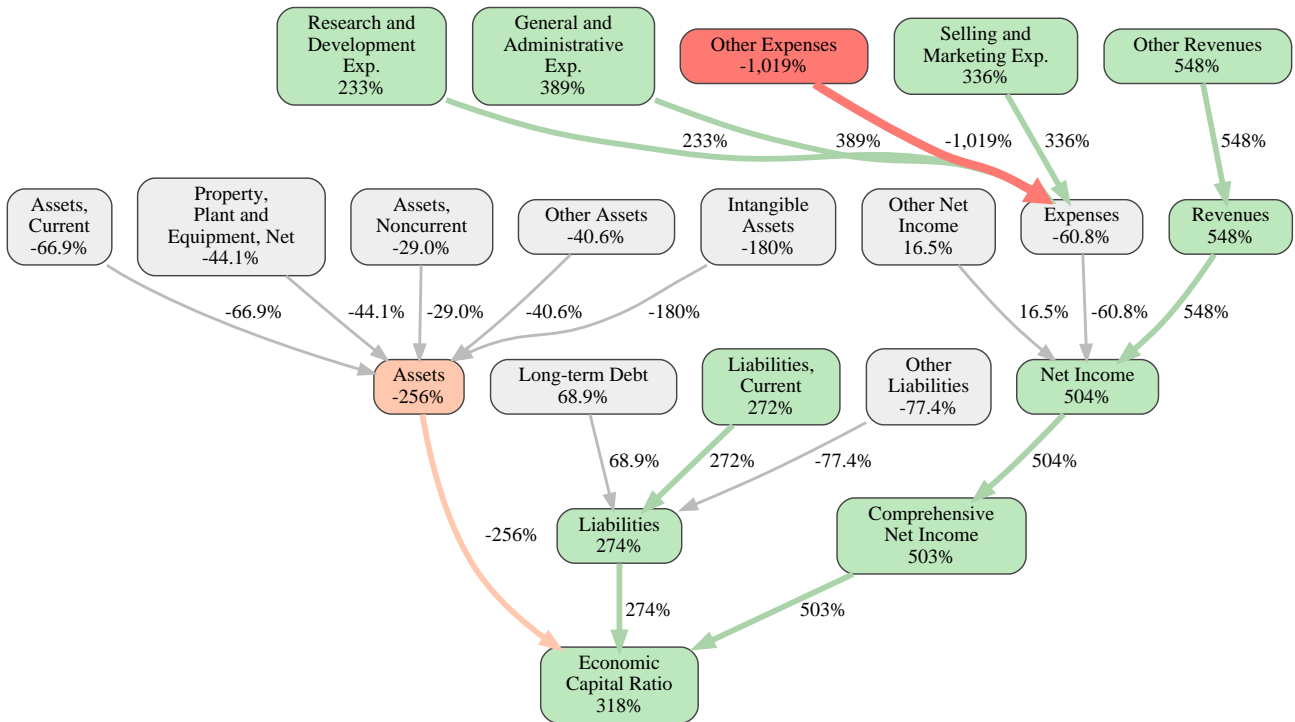 Research and
Development
Exp.
233%
General and
Administrative
Exp.
389%
Other Expenses
-1,019%
Selling and
Marketing Exp.
336%
Other Revenues
548%
233%
389%
-1,019%
336%
548%
Assets,
Current
-66.9%
Property,
Plant and
Equipment, Net
-44.1%
Assets,
Noncurrent
-29.0%
Other Assets
-40.6%
Intangible
Assets
-180%
Other Net
Income
16.5%
Expenses
-60.8%
Revenues
548%
-66.9%
-44.1%
-29.0%
-40.6%
-180%
16.5%
-60.8%
548%
Assets
-256%
Long-term Debt
68.9%
Liabilities,
Current
272%
Other
Liabilities
-77.4%
Net Income
504%
-256%
68.9%
272%
-77.4%
504%
Liabilities
274%
Comprehensive
Net Income
503%
274%
503%
Economic
Capital Ratio
318%